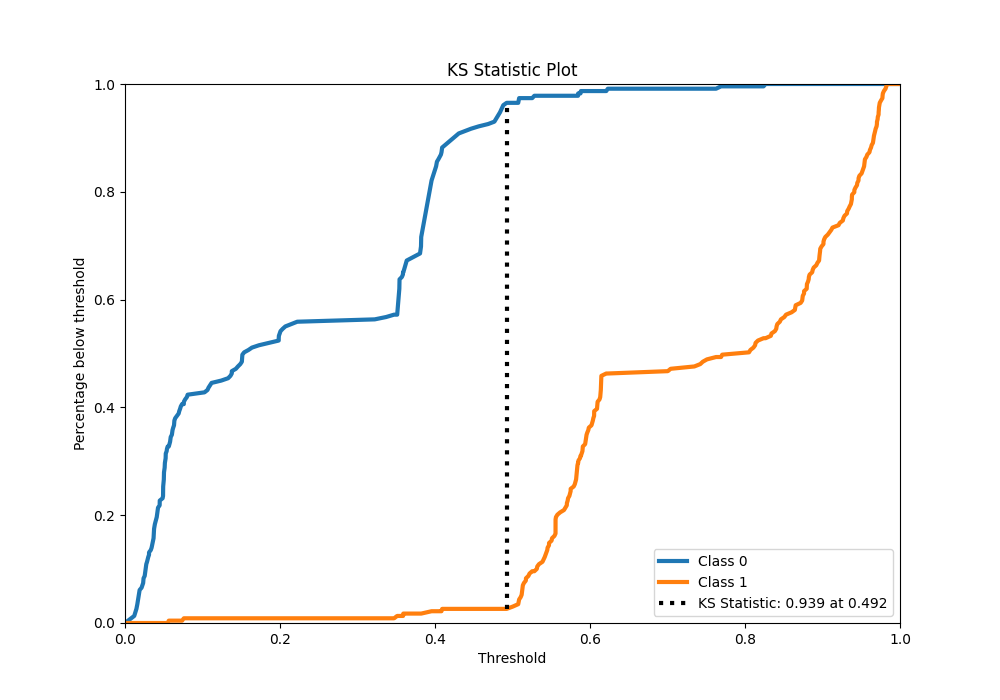 KS Statistic Plot
Percentage below threshold
1.0
0.8
0.6
0.4
0.2
0.0
0.0 0.2 0.4 0.6 0.8 1.0
Threshold
Class 0
Class 1
KS Statistic: 0.939 at 0.492